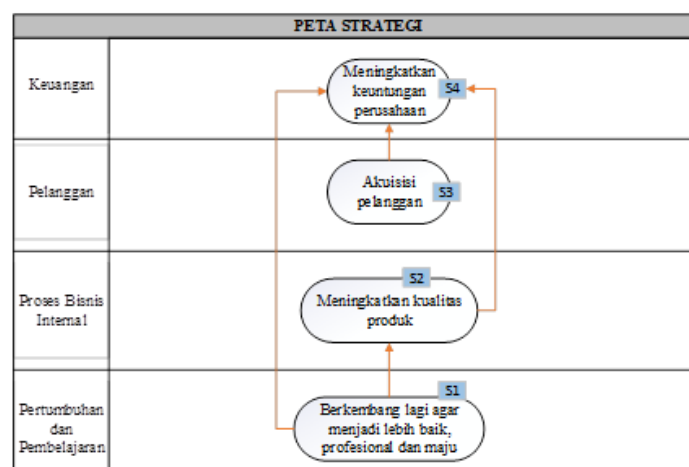 PETA STRATEGI
Keuangan
Meningkatkan
keuntungan
perusahaan
S4
Pelanggan
Akuisisi
pelanggan
S3
Proses Bisnis
Internal
S2
Meningkatkan kualitas
produk
Pertumbuhan
dan
Pembelajaran
S1
Berkembang lagi agar
menjadi lebih baik,
profesional dan maju